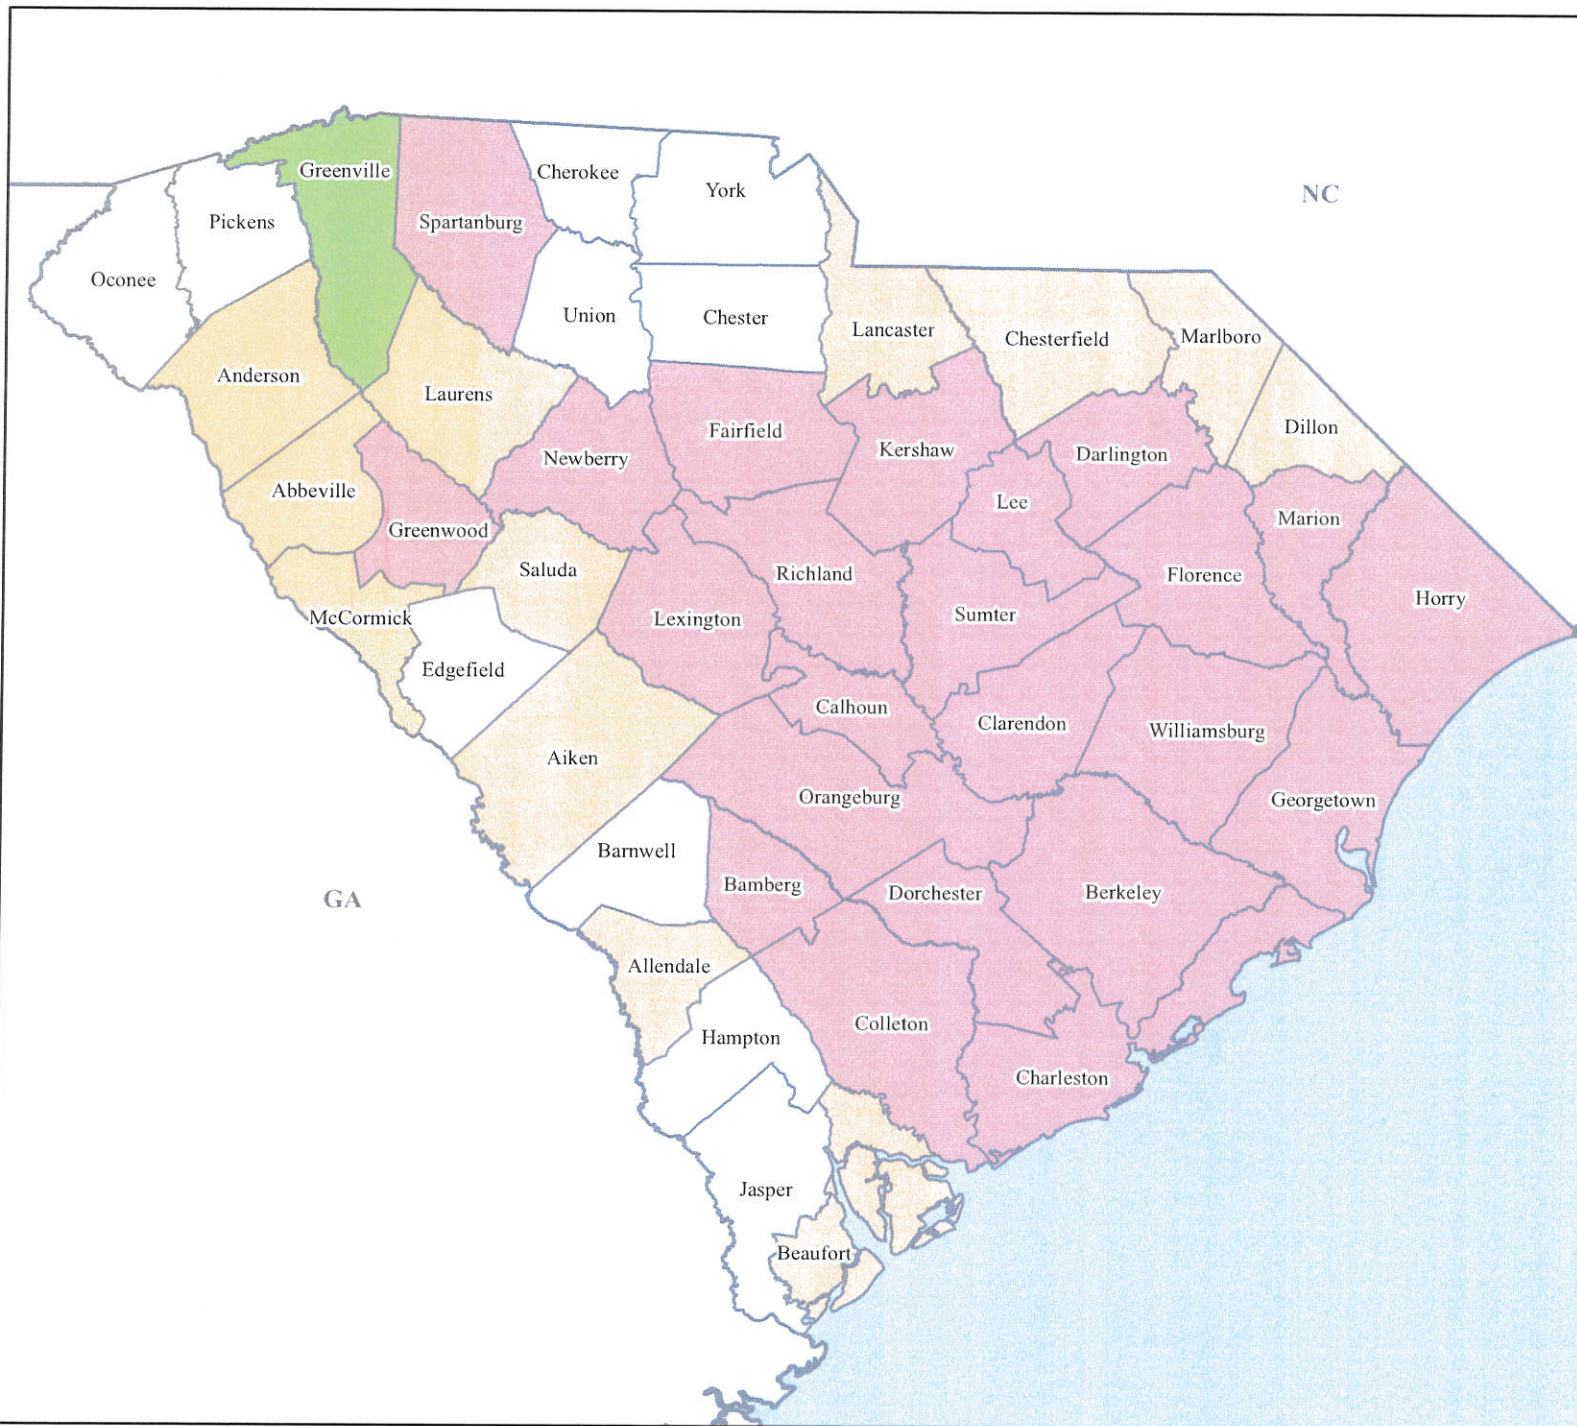 Greenville
Cherokee
York
NC
Pickens
Spartanburg
Oconee
Union
Chester
Lancaster
Chesterfield
Marlboro
Anderson
Laurens
Fairfield
Kershaw
Darlington
Dillon
Newberry
Abbeville
Greenwood
Lee
Marion
Saluda
Richland
Florence
Horry
McCormick
Lexington
Sumter
Edgefield
Calhoun
Clarendon
Williamsburg
Aiken
Orangeburg
Georgetown
Barnwell
GA
Bamberg
Dorchester
Berkeley
Allendale
Hampton
Colleton
Charleston
Jasper
Beaufort